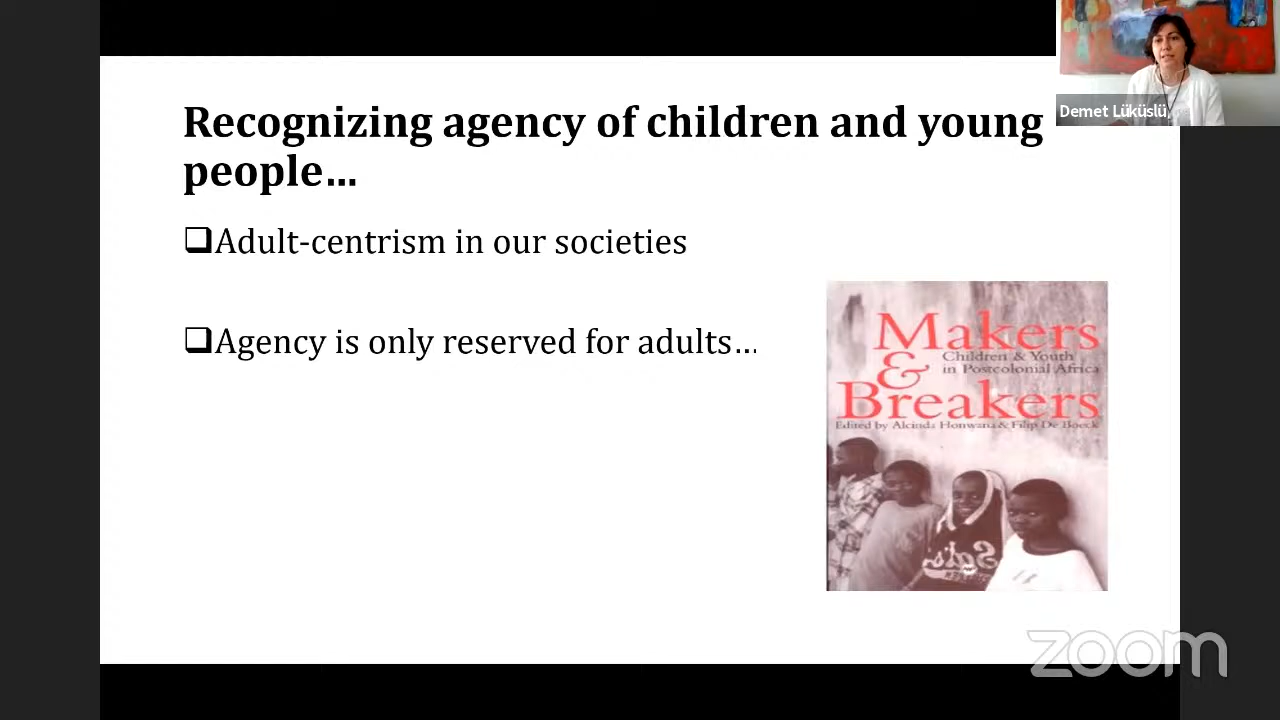 Recognizing agency of children and young
people...
❑Adult-centrism in our societies
❑Agency is only reserved for adults...
Makers
Children & Youth
in Postcolonial Africa
&
Breakers
Edited by Alcinda Honwana & Filip De Boeck
Demet Lüküslü
zoom